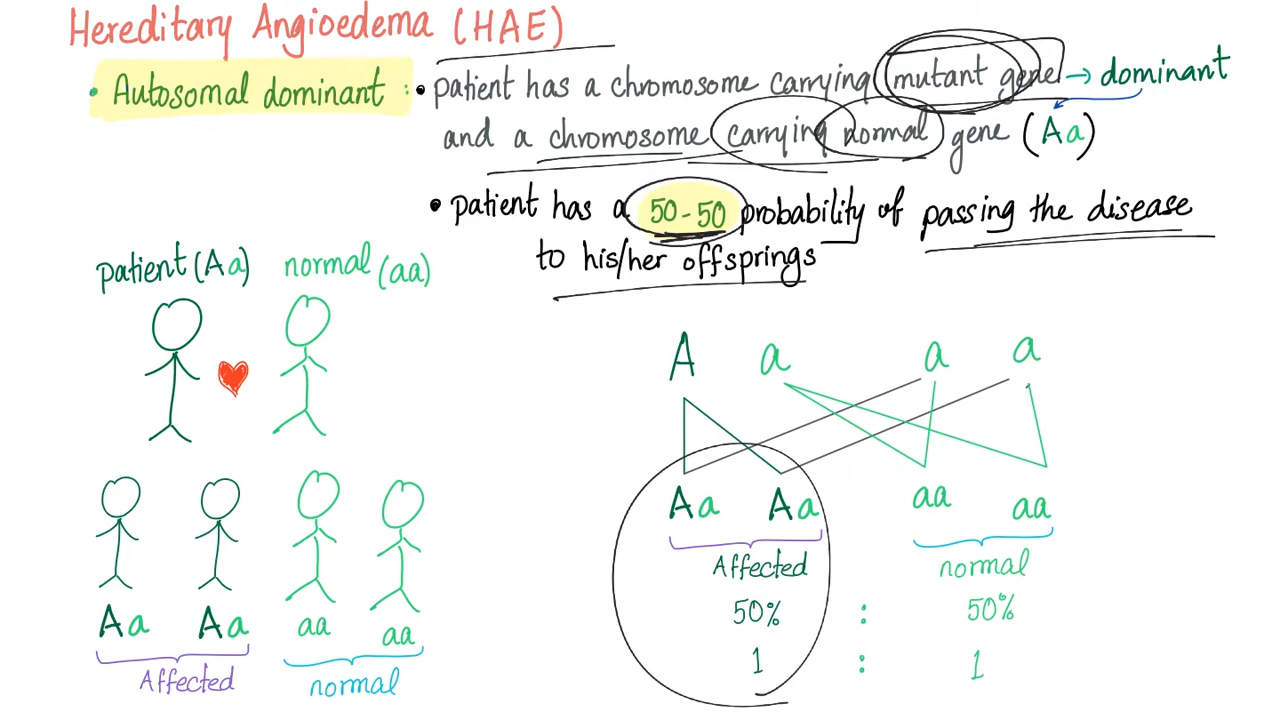 Hereditary Angioedema (HAE)
• Autosomal dominant : • patient has a chromosome carrying mutant gene → dominant
and a chromosome carrying normal gene (Aa)
• patient has a 50-50 probability of passing the disease
to his/her offsprings
patient (Aa) normal (aa)
A a a a
Aa Aa aa aa
Affected normal
50% : 50%
1 : 1
Aa Aa aa aa
Affected normal